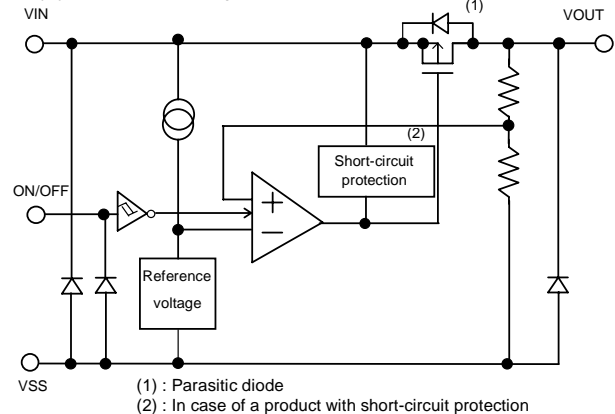 (1)
VIN
VOUT
(2)
Short-circuit
protection
ON/OFF
+
−
Reference
voltage
VSS
(1) : Parasitic diode
(2) : In case of a product with short-circuit protection